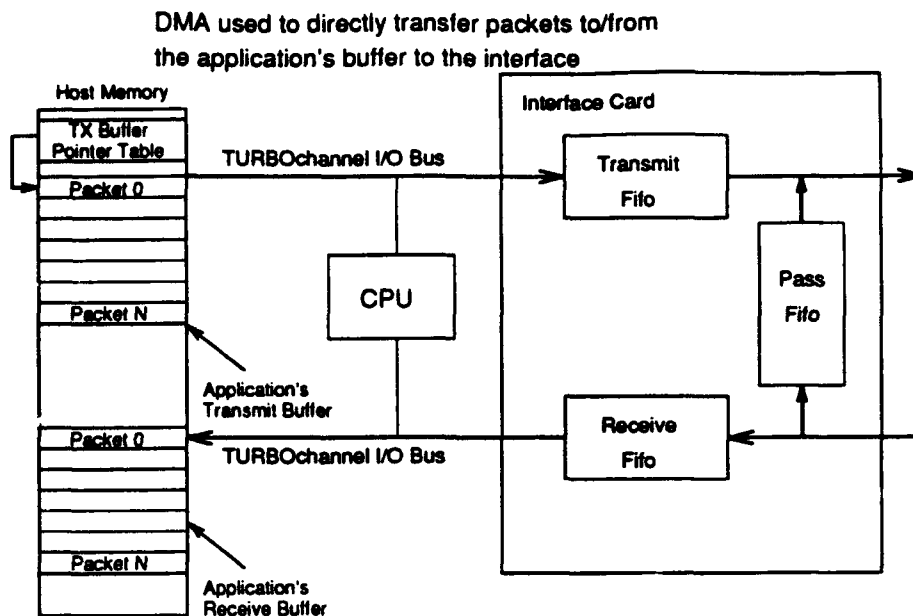 DMA used to directly transfer packets to/from
the application's buffer to the interface
Host Memory
TX Buffer
Pointer Table
Packet 0
Packet N
Application's
Transmit Buffer
Packet 0
Packet N
Application's
Receive Buffer
TURBOchannel I/O Bus
CPU
TURBOchannel I/O Bus
Interface Card
Transmit
Fifo
Pass
Fifo
Receive
Fifo